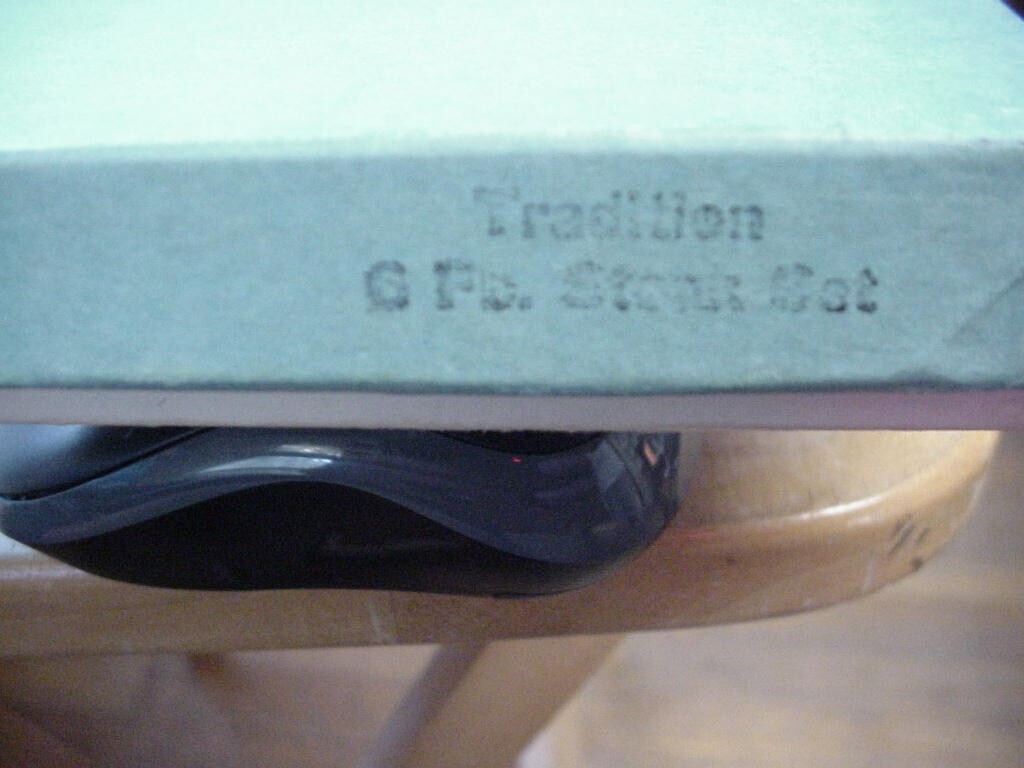 Tradition
6 Pc. Steak Set